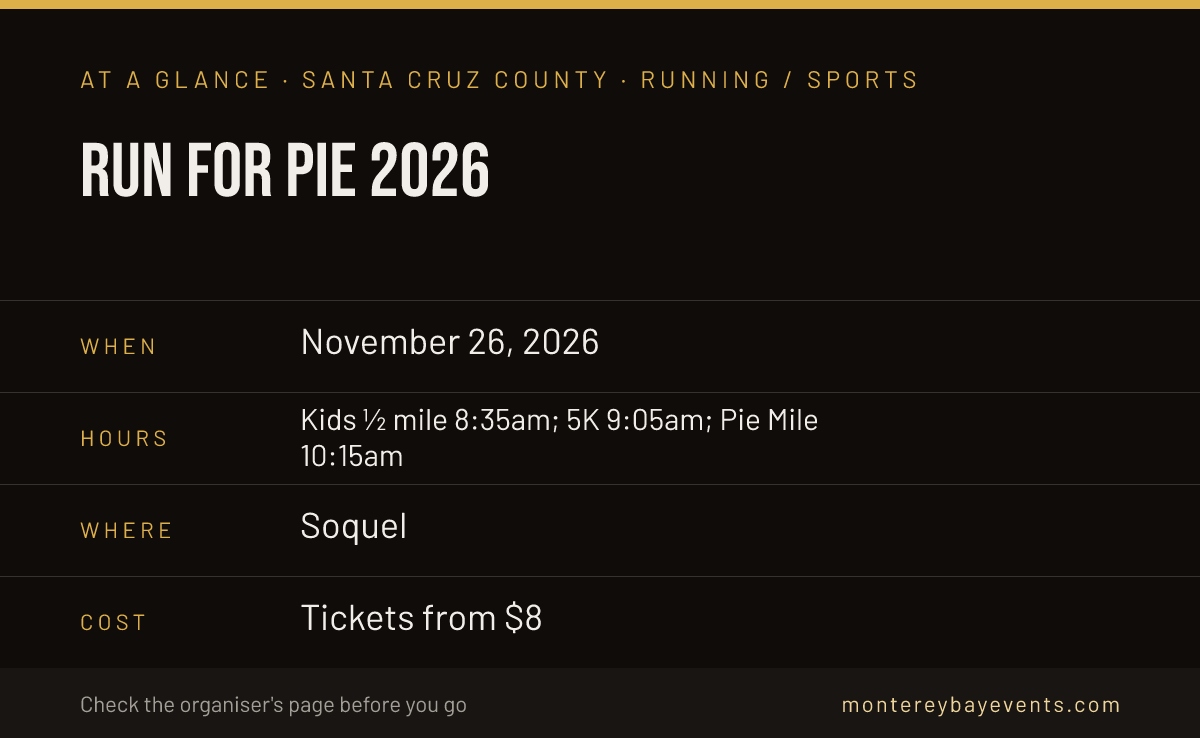 AT A GLANCE · SANTA CRUZ COUNTY · RUNNING / SPORTS
RUN FOR PIE 2026
WHEN
November 26, 2026
HOURS
Kids ½ mile 8:35am; 5K 9:05am; Pie Mile
10:15am
WHERE
Soquel
COST
Tickets from $8
Check the organiser's page before you go
montereybayevents.com